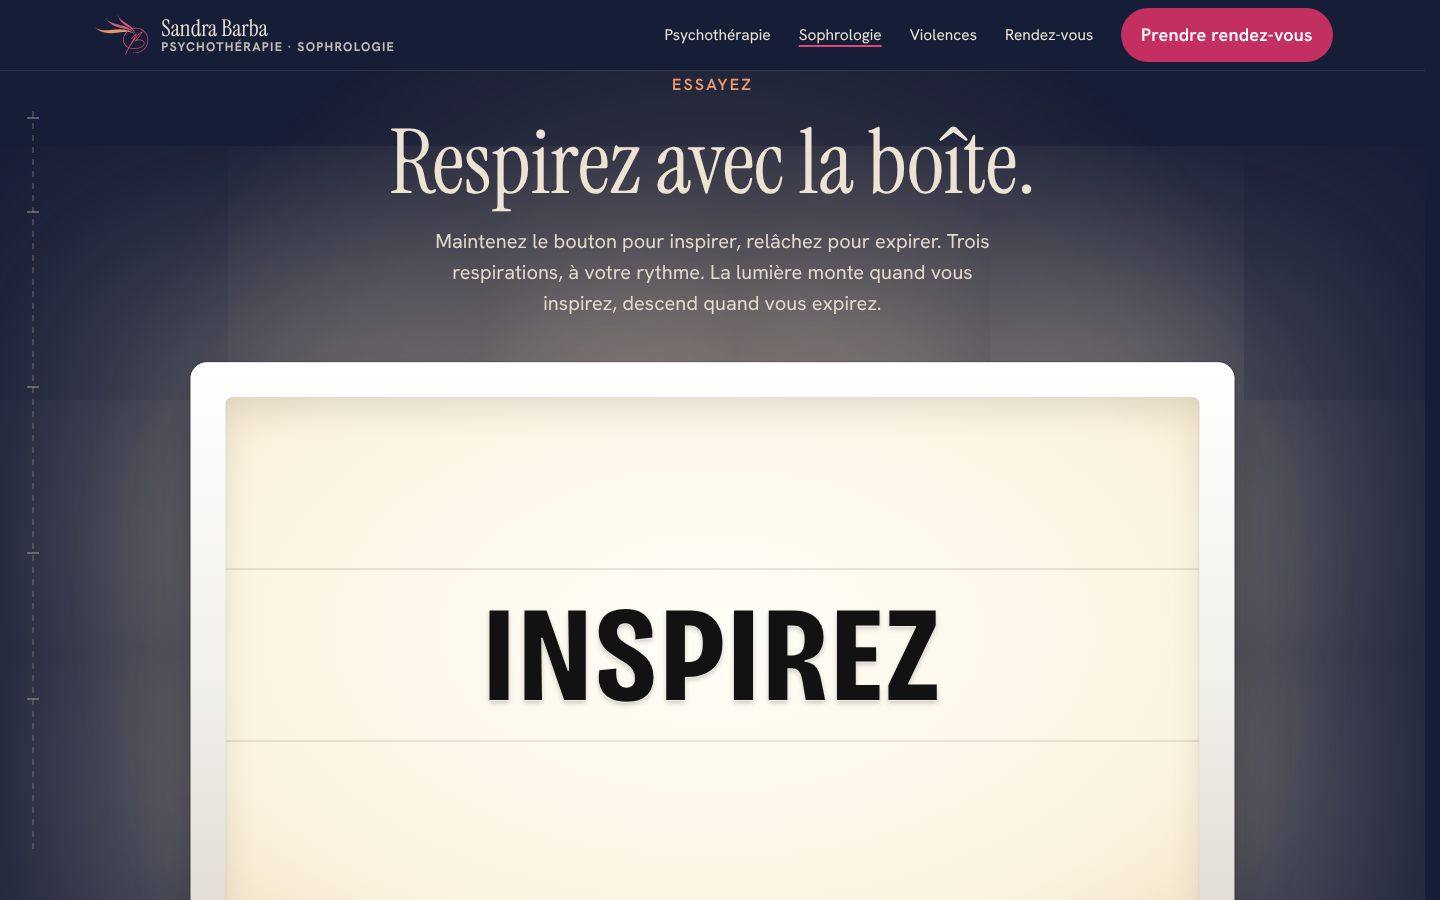 Sandra Barba
PSYCHOTHÉRAPIE · SOPHROLOGIE
Psychothérapie
Sophrologie
Violences
Rendez-vous
Prendre rendez-vous
ESSAYEZ
Respirez avec la boîte.
Maintenez le bouton pour inspirer, relâchez pour expirer. Trois
respirations, à votre rythme. La lumière monte quand vous
inspirez, descend quand vous expirez.
INSPIREZ